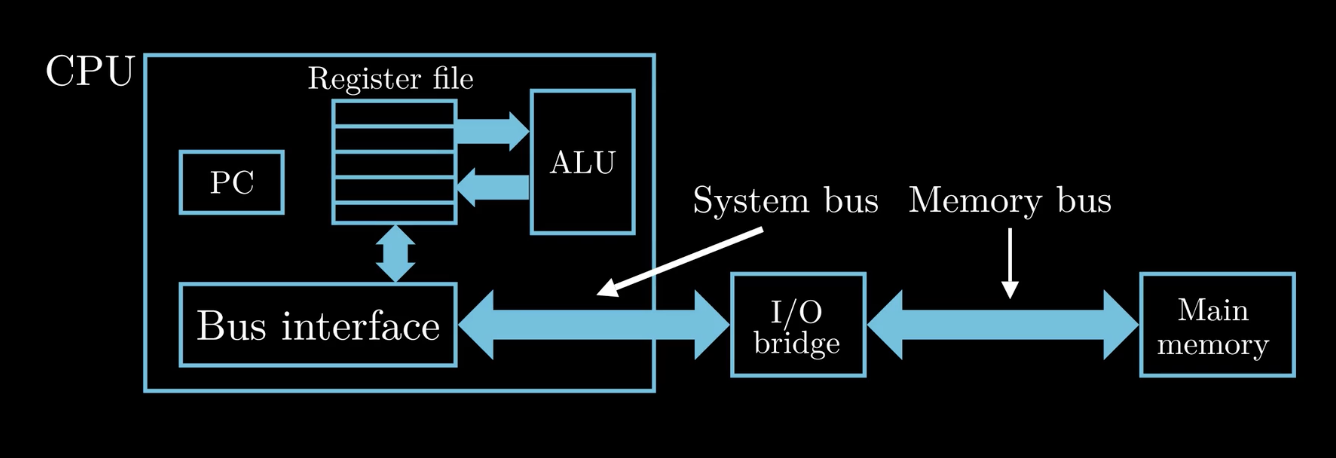 CPU
Register file
PC
ALU
System bus
Memory bus
Bus interface
I/O
bridge
Main
memory